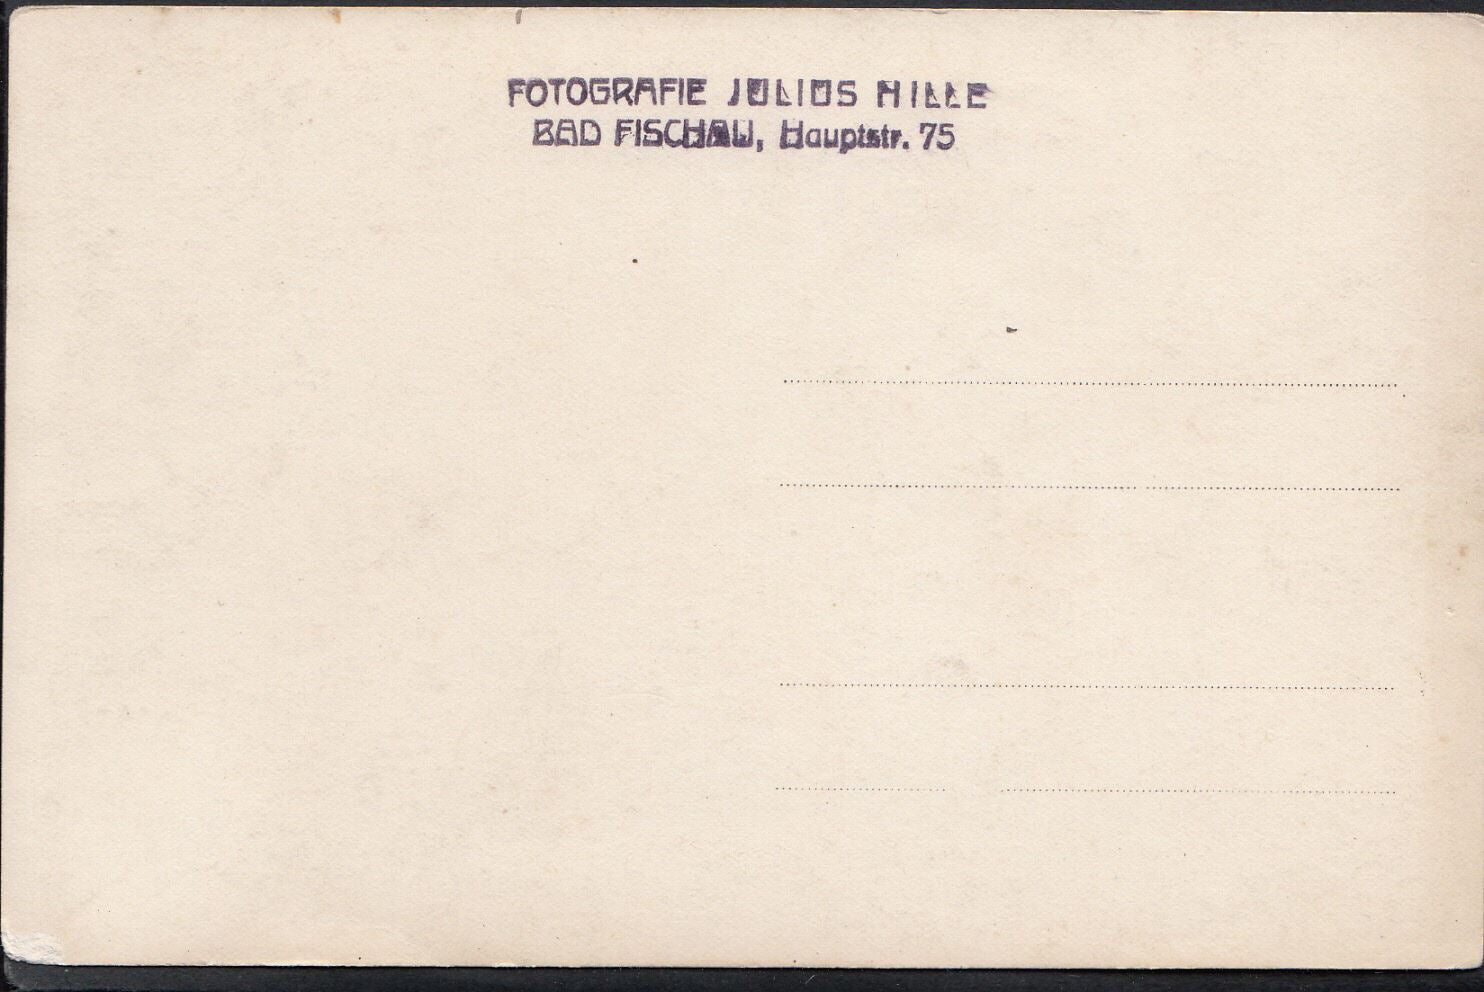 FOTOGRAFIE JULIUS HILLE
BAD FISCHAU, Hauptstr. 75